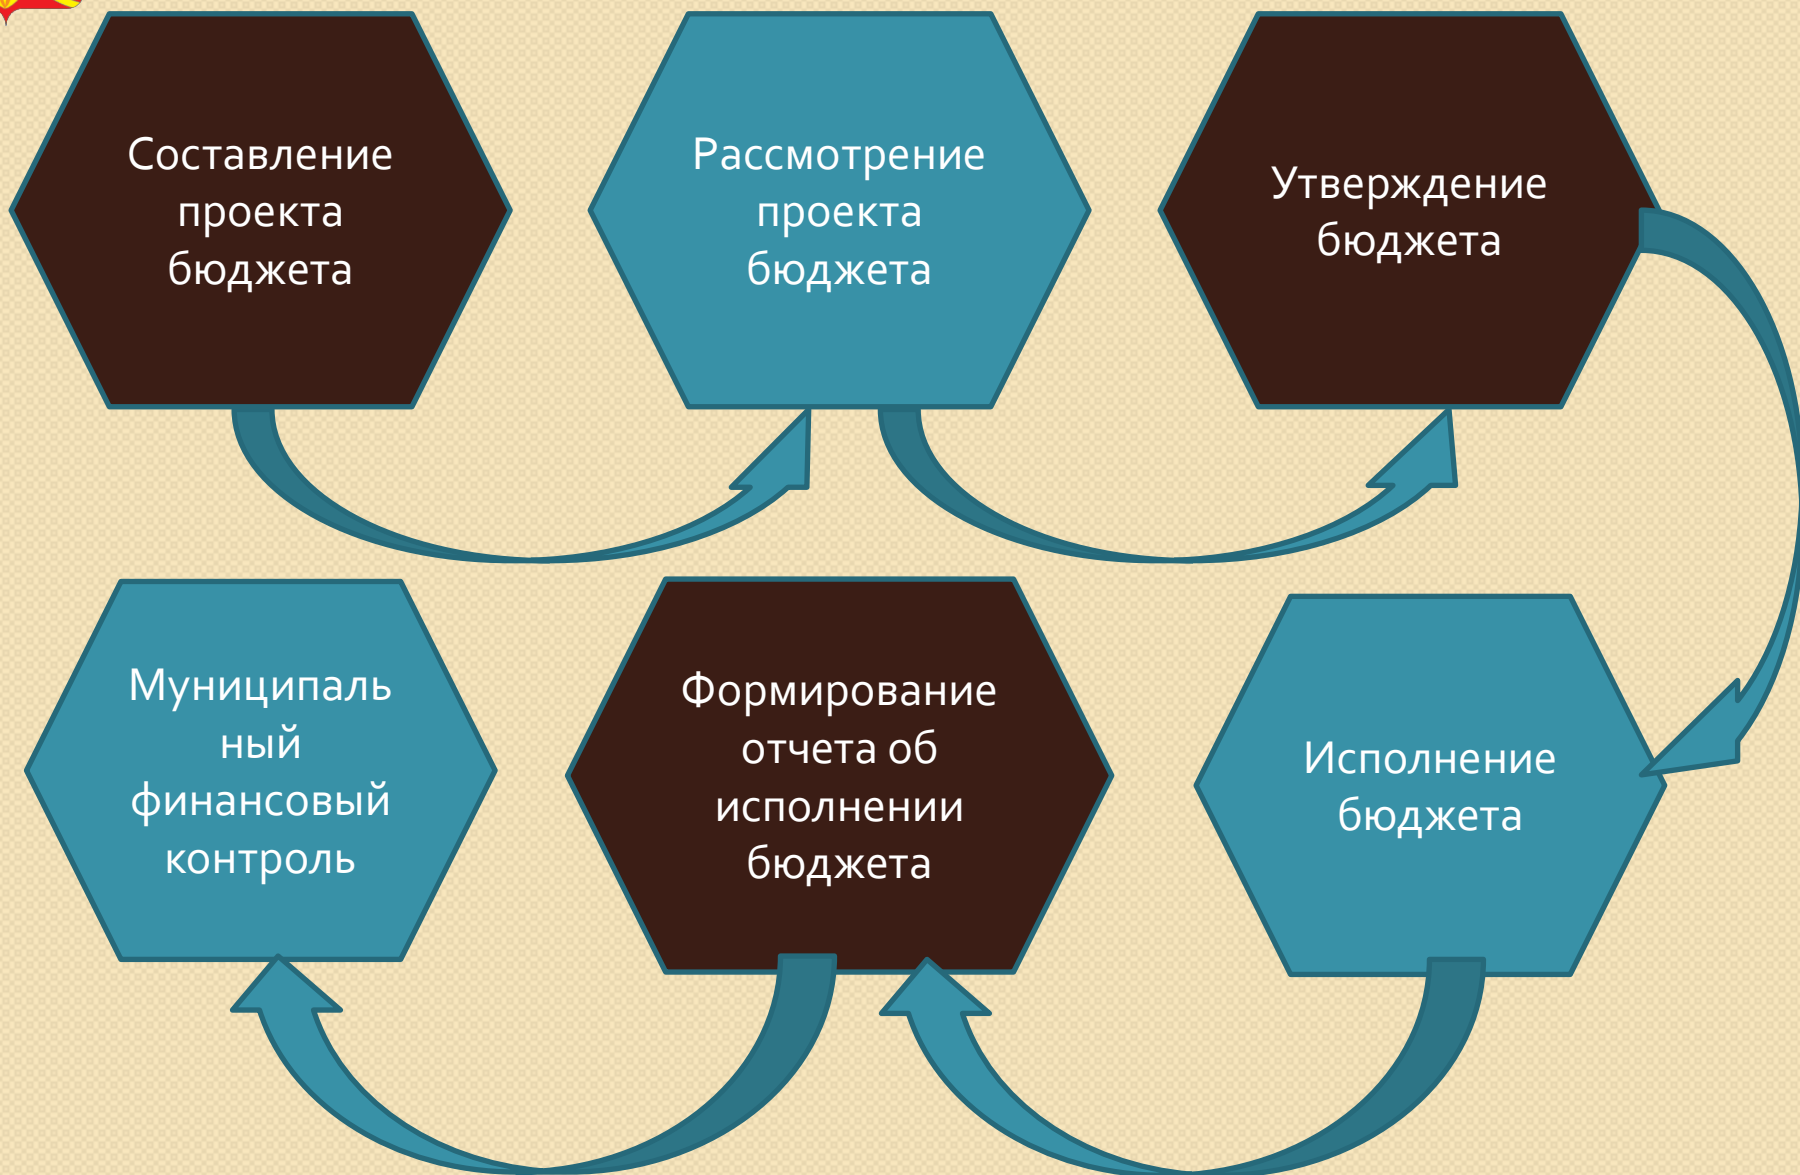 Составление
проекта
бюджета
Рассмотрение
проекта
бюджета
Утверждение
бюджета
Муниципаль
ный
финансовый
контроль
Формирование
отчета об
исполнении
бюджета
Исполнение
бюджета